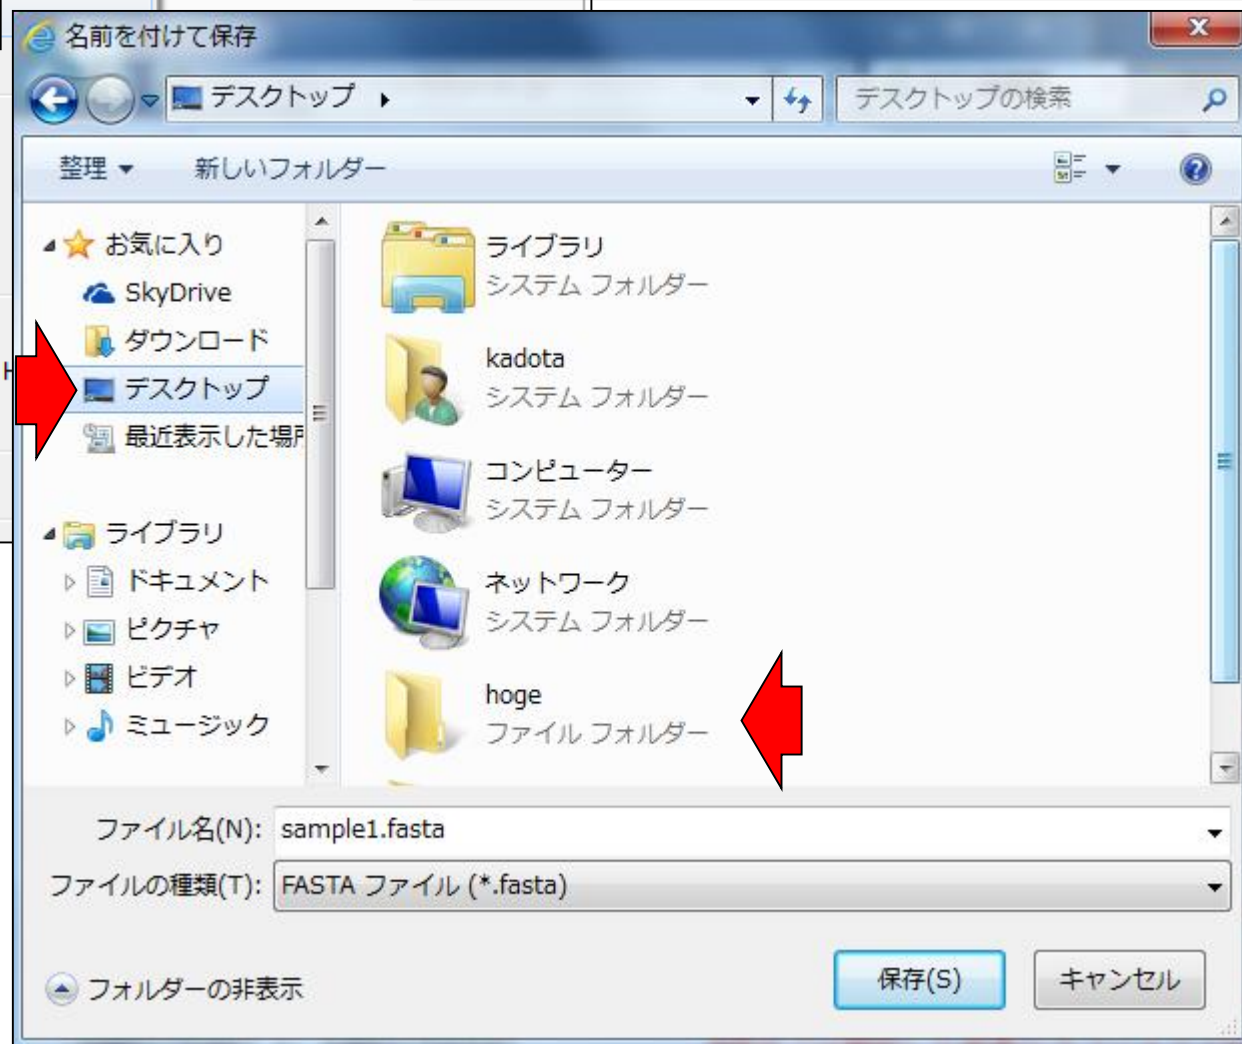 名前を付けて保存
デスクトップ
デスクトップの検索
整理
新しいフォルダー
お気に入り
SkyDrive
ダウンロード
デスクトップ
最近表示した場所
ライブラリ
ドキュメント
ピクチャ
ビデオ
ミュージック
ライブラリ
システム フォルダー
kadota
システム フォルダー
コンピューター
システム フォルダー
ネットワーク
システム フォルダー
hoge
ファイル フォルダー
ファイル名(N): sample1.fasta
ファイルの種類(T): FASTA ファイル (*.fasta)
フォルダーの非表示
保存(S)
キャンセル